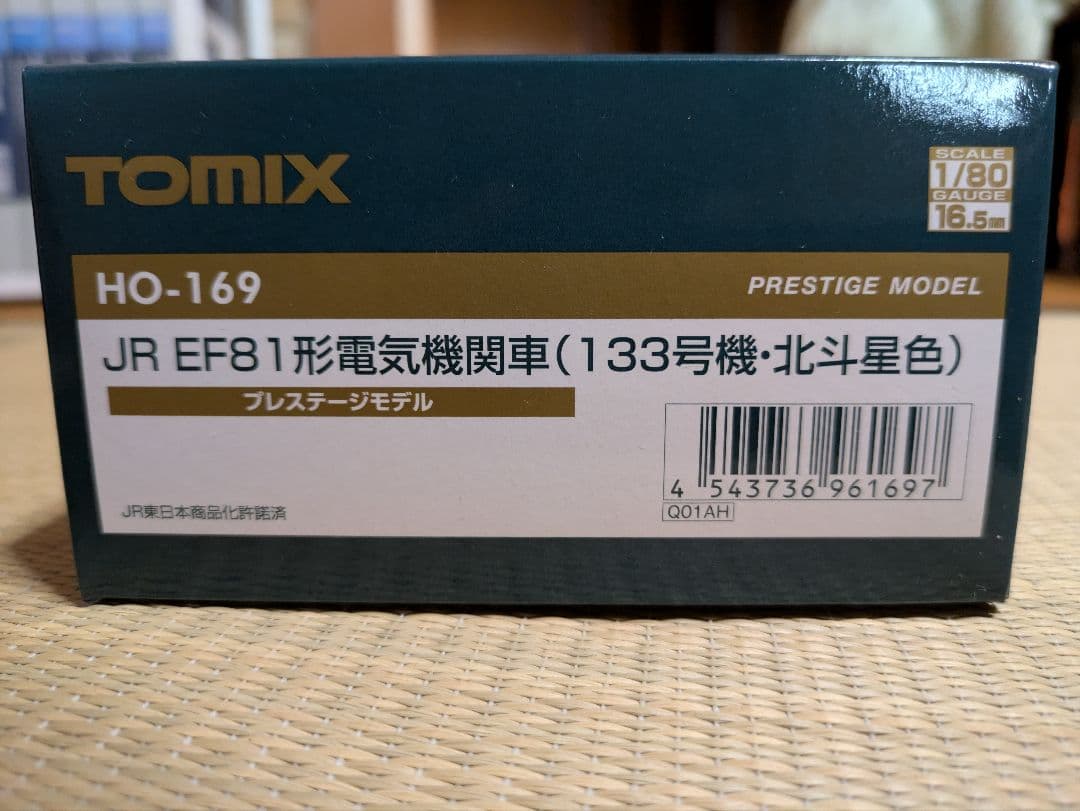 TOMIX
SCALE
1/80
GAUGE
16.5mm
HO-169
PRESTIGE MODEL
JR EF81形電気機関車(133号機・北斗星色)
プレステージモデル
4 543736 961697
Q01AH
JR東日本商品化許諾済